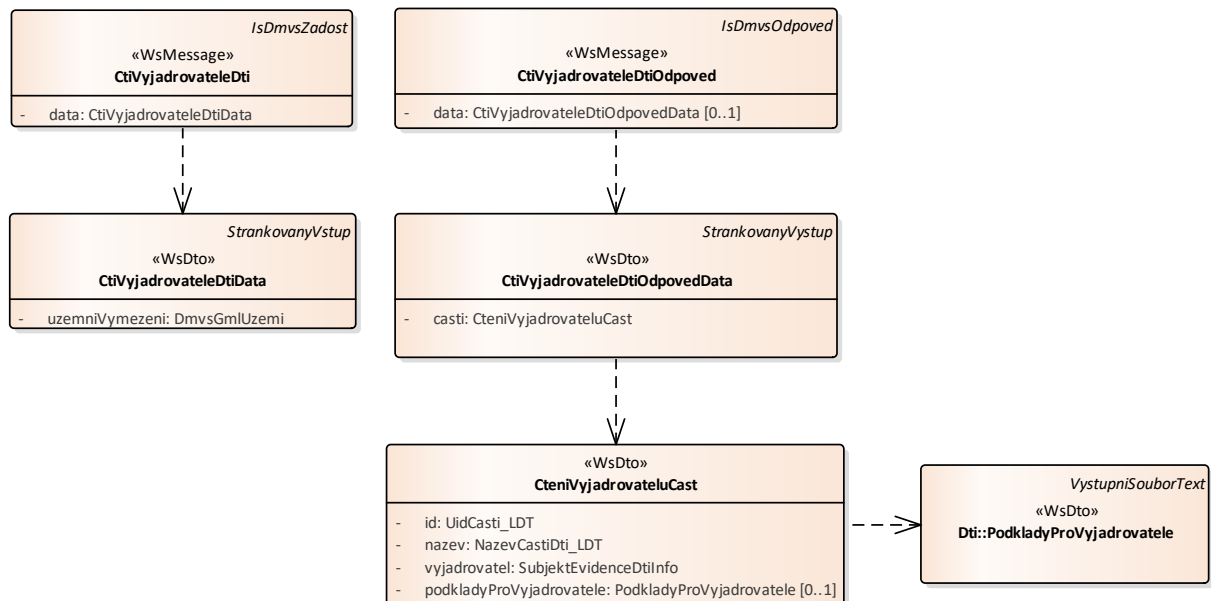 IsDmvsZadost
«WsMessage»
CtiVyjadrovateleDti
- data: CtiVyjadrovateleDtiData
IsDmvsOdpoved
«WsMessage»
CtiVyjadrovateleDtiOdpoved
- data: CtiVyjadrovateleDtiOdpovedData [0..1]
StrankovanyVstup
«WsDto»
CtiVyjadrovateleDtiData
- uzemniVymezeni: DmvsGmlUzemi
StrankovanyVystup
«WsDto»
CtiVyjadrovateleDtiOdpovedData
- casti: CteniVyjadrovateluCast
«WsDto»
CteniVyjadrovateluCast
- id: UidCasti_LDT
- nazev: NazevCastiDti_LDT
- vyjadrovatel: SubjektEvidenceDtiInfo
- podkladyProVyjadrovatele: PodkladyProVyjadrovatele [0..1]
VystupniSouborText
«WsDto»
Dti::PodkladyProVyjadrovatele